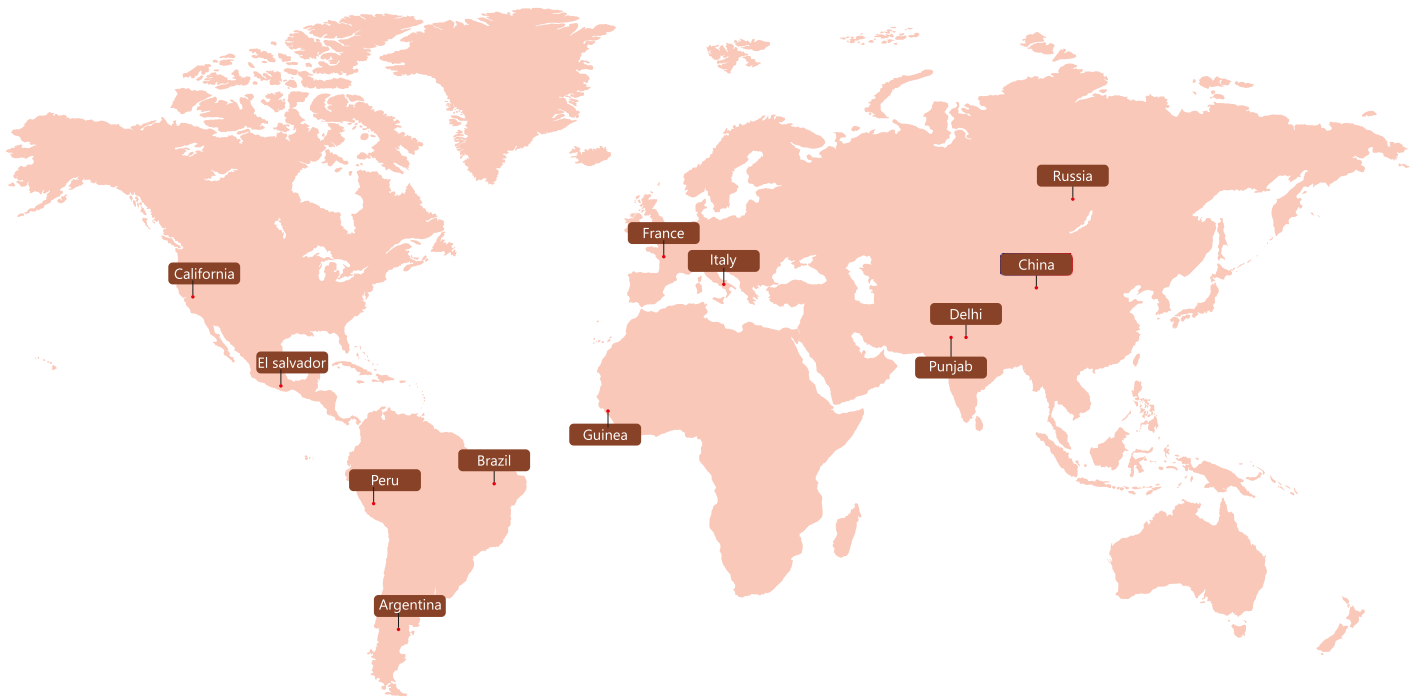 Russia
France
Italy
China
California
Delhi
El salvador
Punjab
Guinea
Brazil
Peru
Argentina